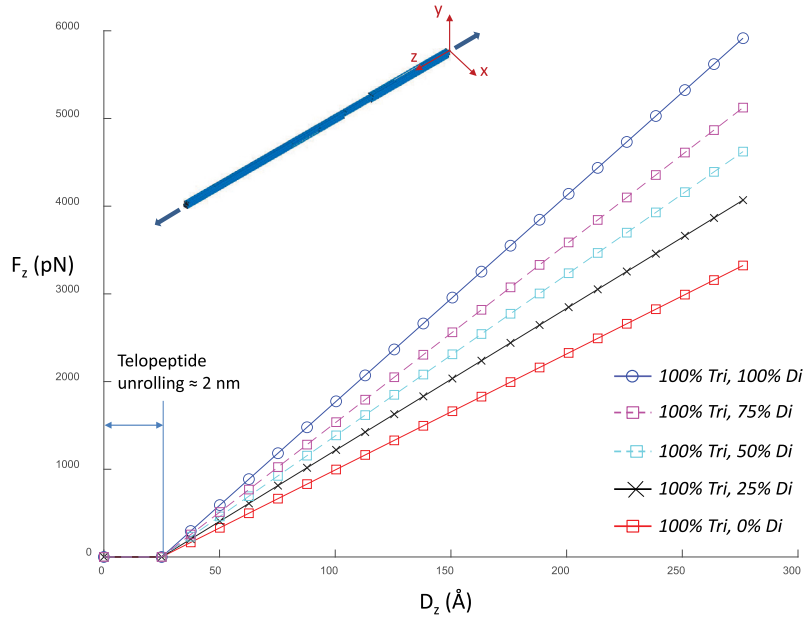 y
z
x
6000
5000
4000
3000
2000
1000
0
F_z (pN)
Telopeptide
unrolling ≈ 2 nm
100% Tri, 100% Di
100% Tri, 75% Di
100% Tri, 50% Di
100% Tri, 25% Di
100% Tri, 0% Di
0 50 100 150 200 250 300
D_z (Å)